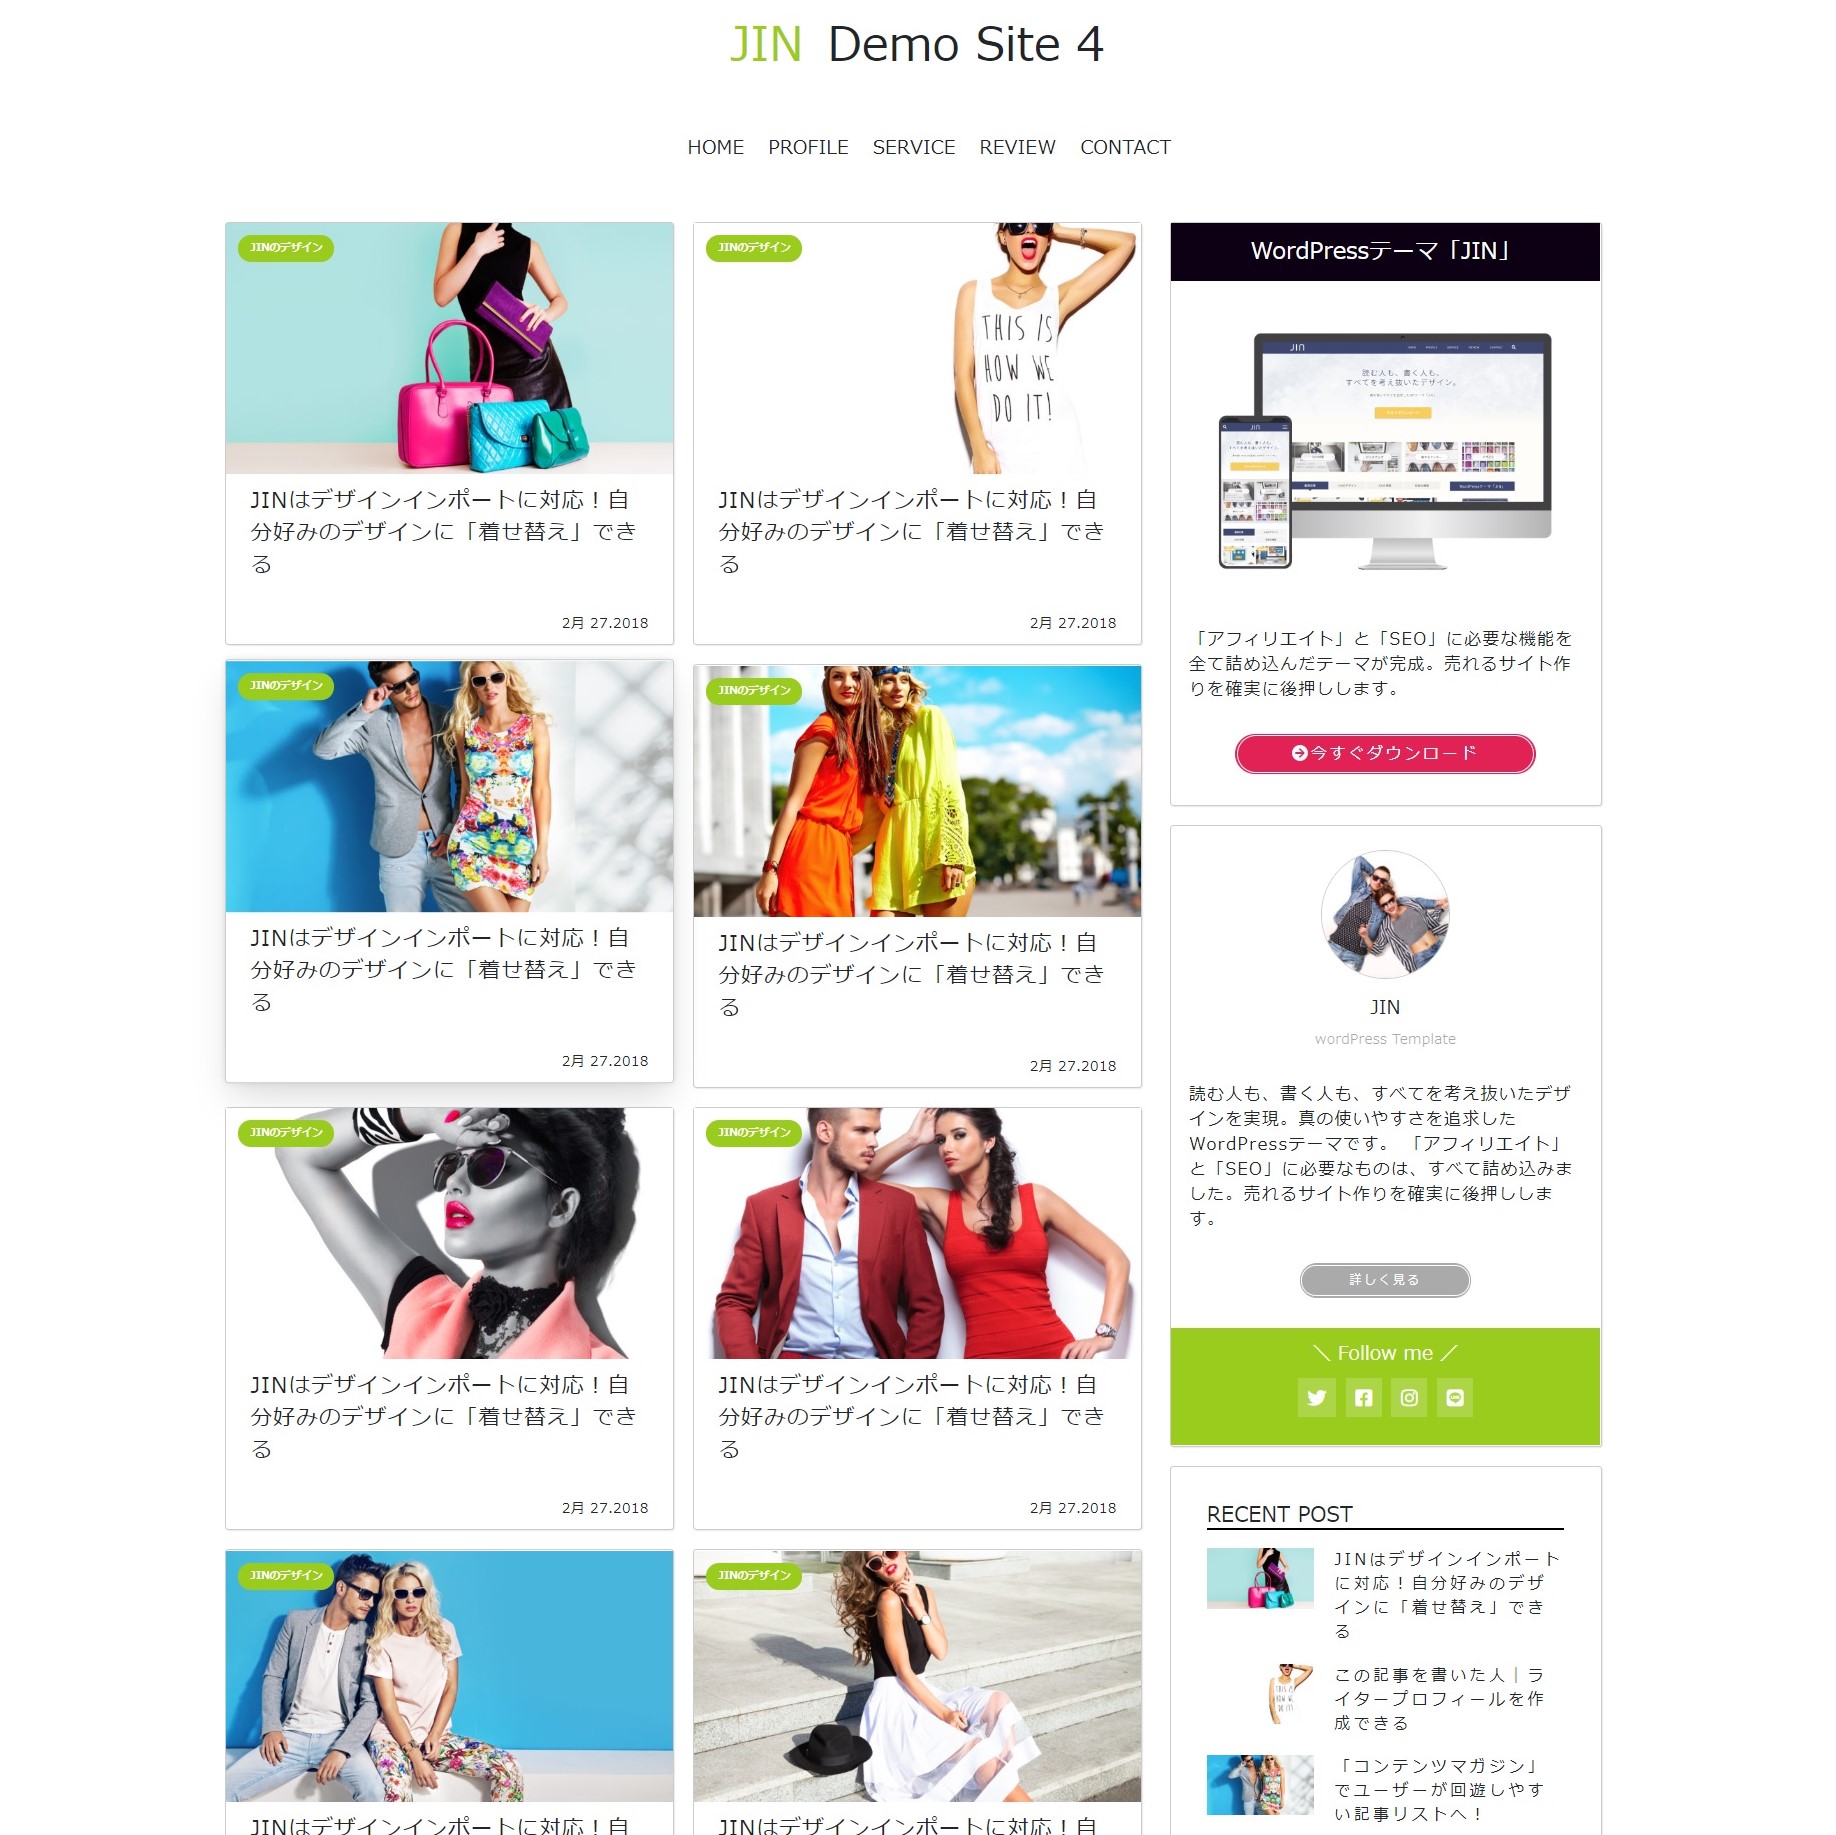 JIN Demo Site 4
HOME PROFILE SERVICE REVIEW CONTACT
JINのデザイン
JINはデザインインポートに対応！自
分好みのデザインに「着せ替え」でき
る
2月 27.2018
JINのデザイン
THIS IS
HOW WE
DO IT!
JINはデザインインポートに対応！自
分好みのデザインに「着せ替え」でき
る
2月 27.2018
JINのデザイン
JINはデザインインポートに対応！自
分好みのデザインに「着せ替え」でき
る
2月 27.2018
JINのデザイン
JINはデザインインポートに対応！自
分好みのデザインに「着せ替え」でき
る
2月 27.2018
JINのデザイン
JINはデザインインポートに対応！自
分好みのデザインに「着せ替え」でき
る
2月 27.2018
JINのデザイン
JINはデザインインポートに対応！自
分好みのデザインに「着せ替え」でき
る
2月 27.2018
JINのデザイン
JINはデザインインポートに対応！自
JINのデザイン
JINはデザインインポートに対応！自
WordPressテーマ「JIN」
JIN
読む人も、書く人も、
すべてを考え抜いたデザイン。
JIN
「アフィリエイト」と「SEO」に必要な機能を
全て詰め込んだテーマが完成。売れるサイト作
りを確実に後押しします。
今すぐダウンロード
JIN
wordPress Template
読む人も、書く人も、すべてを考え抜いたデザ
インを実現。真の使いやすさを追求した
WordPressテーマです。 「アフィリエイト」
と「SEO」に必要なものは、すべて詰め込みま
した。売れるサイト作りを確実に後押ししま
す。
詳しく見る
＼ Follow me ／
RECENT POST
JINはデザインインポート
に対応！自分好みのデザ
インに「着せ替え」でき
る
THIS IS
HOW WE
DO IT!
この記事を書いた人｜ラ
イタープロフィールを作
成できる
「コンテンツマガジン」
でユーザーが回遊しやす
い記事リストへ！